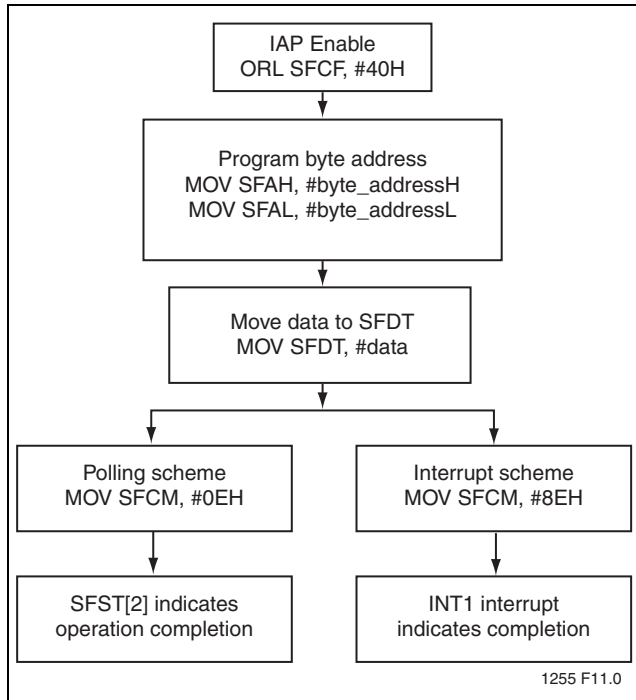 IAP Enable
ORL SFCF, #40H
Program byte address
MOV SFAH, #byte_addressH
MOV SFAL, #byte_addressL
Move data to SFDT
MOV SFDT, #data
Polling scheme
MOV SFCM, #0EH
Interrupt scheme
MOV SFCM, #8EH
SFST[2] indicates
operation completion
INT1 interrupt
indicates completion
1255 F11.0